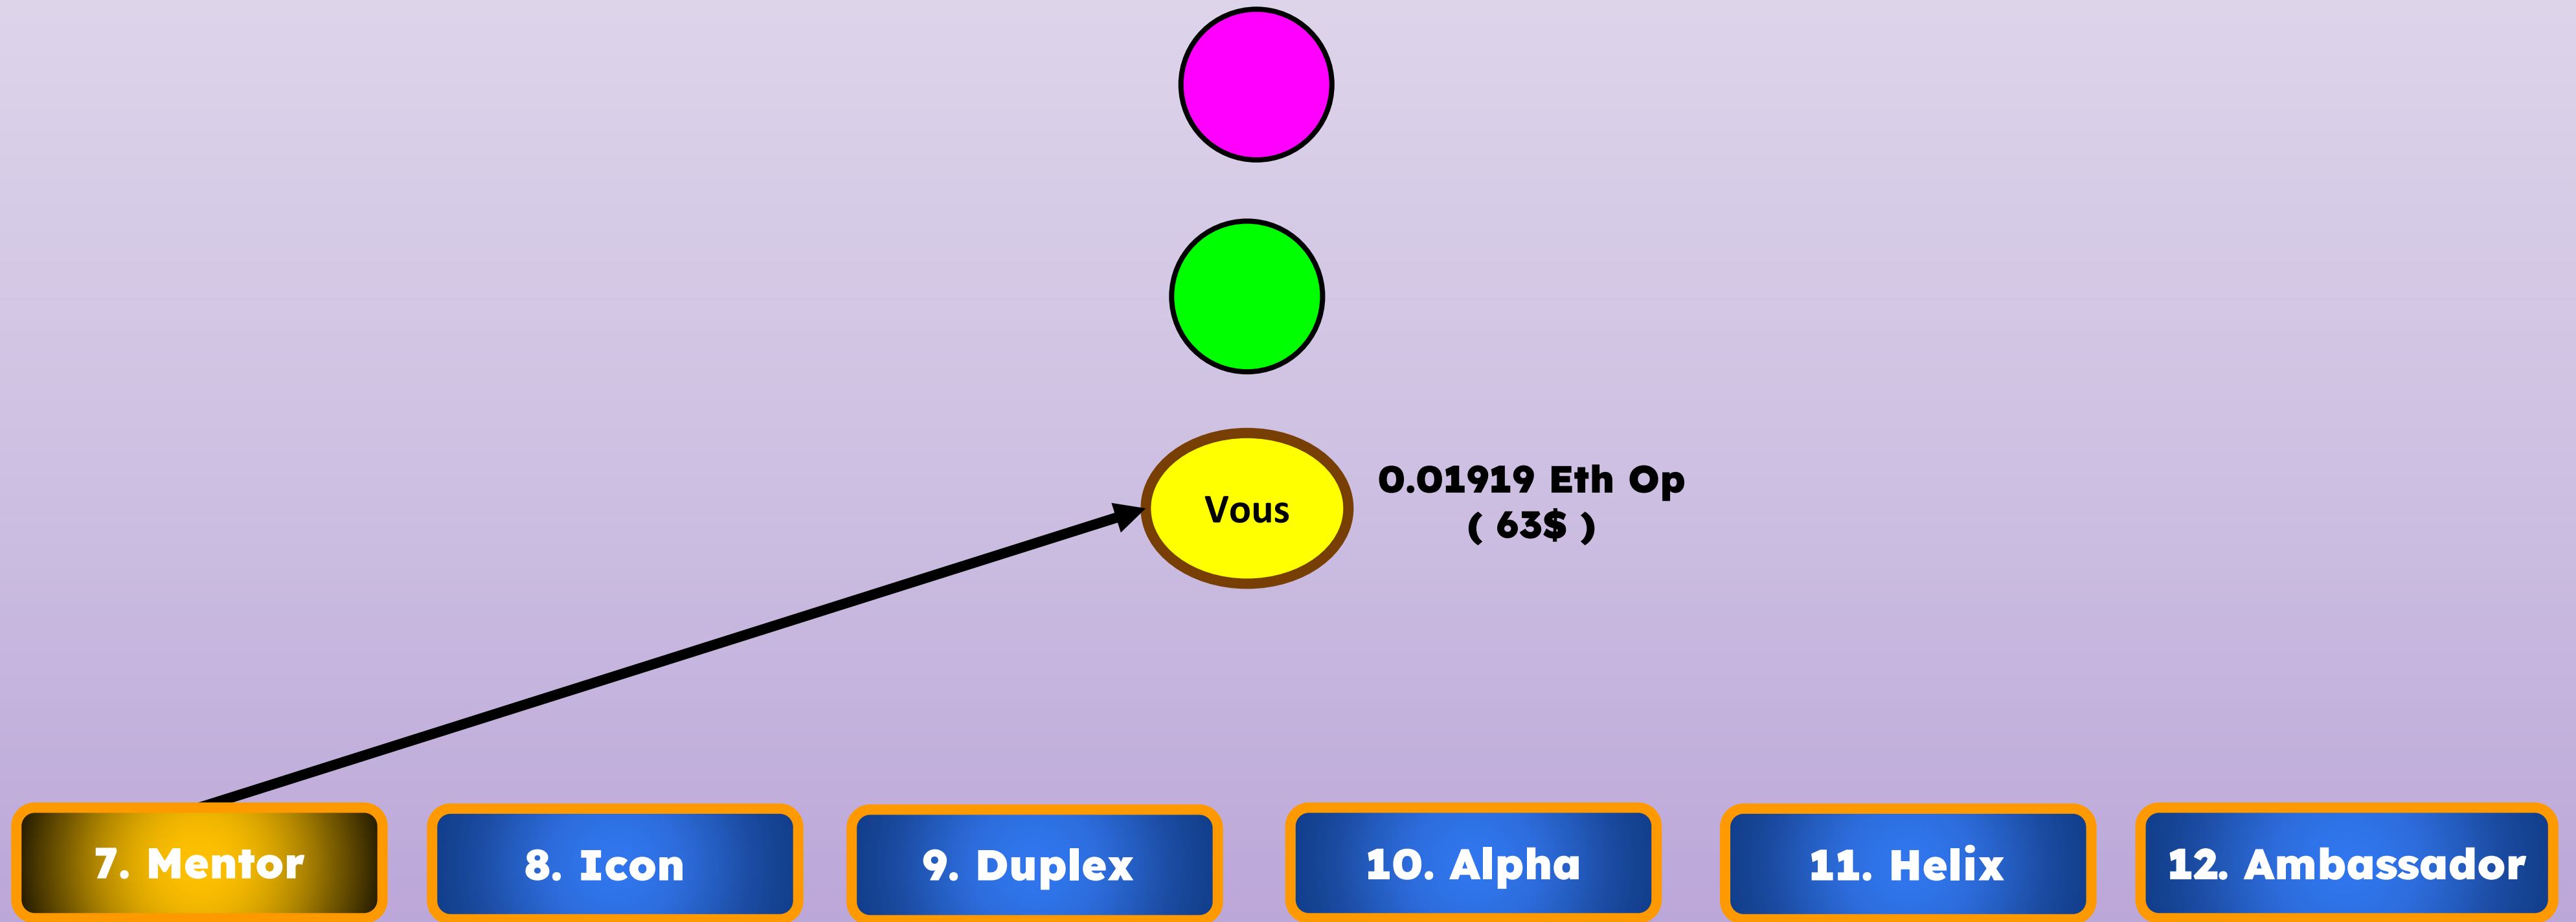 Vous
0.01919 Eth Op
( 63$ )
7. Mentor
8. Icon
9. Duplex
10. Alpha
11. Helix
12. Ambassador